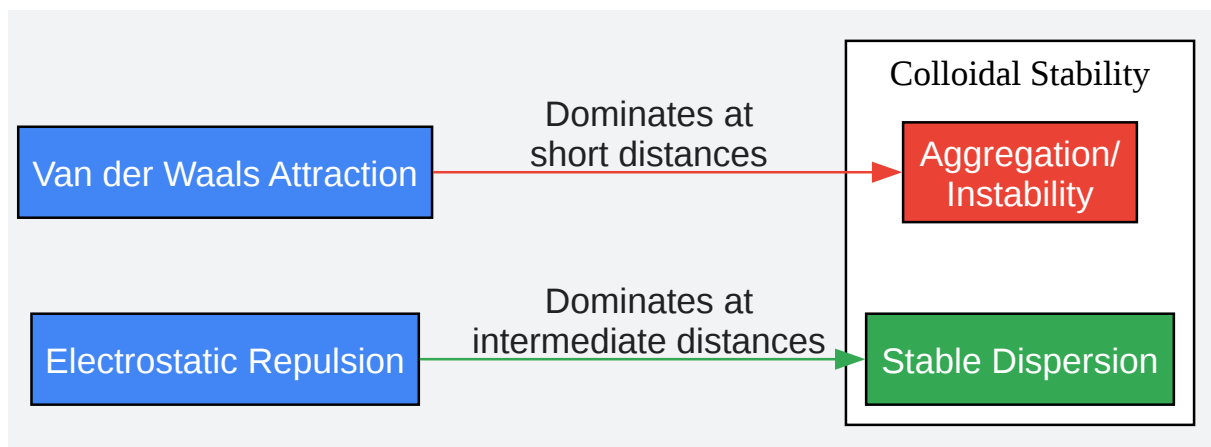 Colloidal Stability
Dominates at
short distances
Van der Waals Attraction
Aggregation/
Instability
Dominates at
intermediate distances
Electrostatic Repulsion
Stable Dispersion